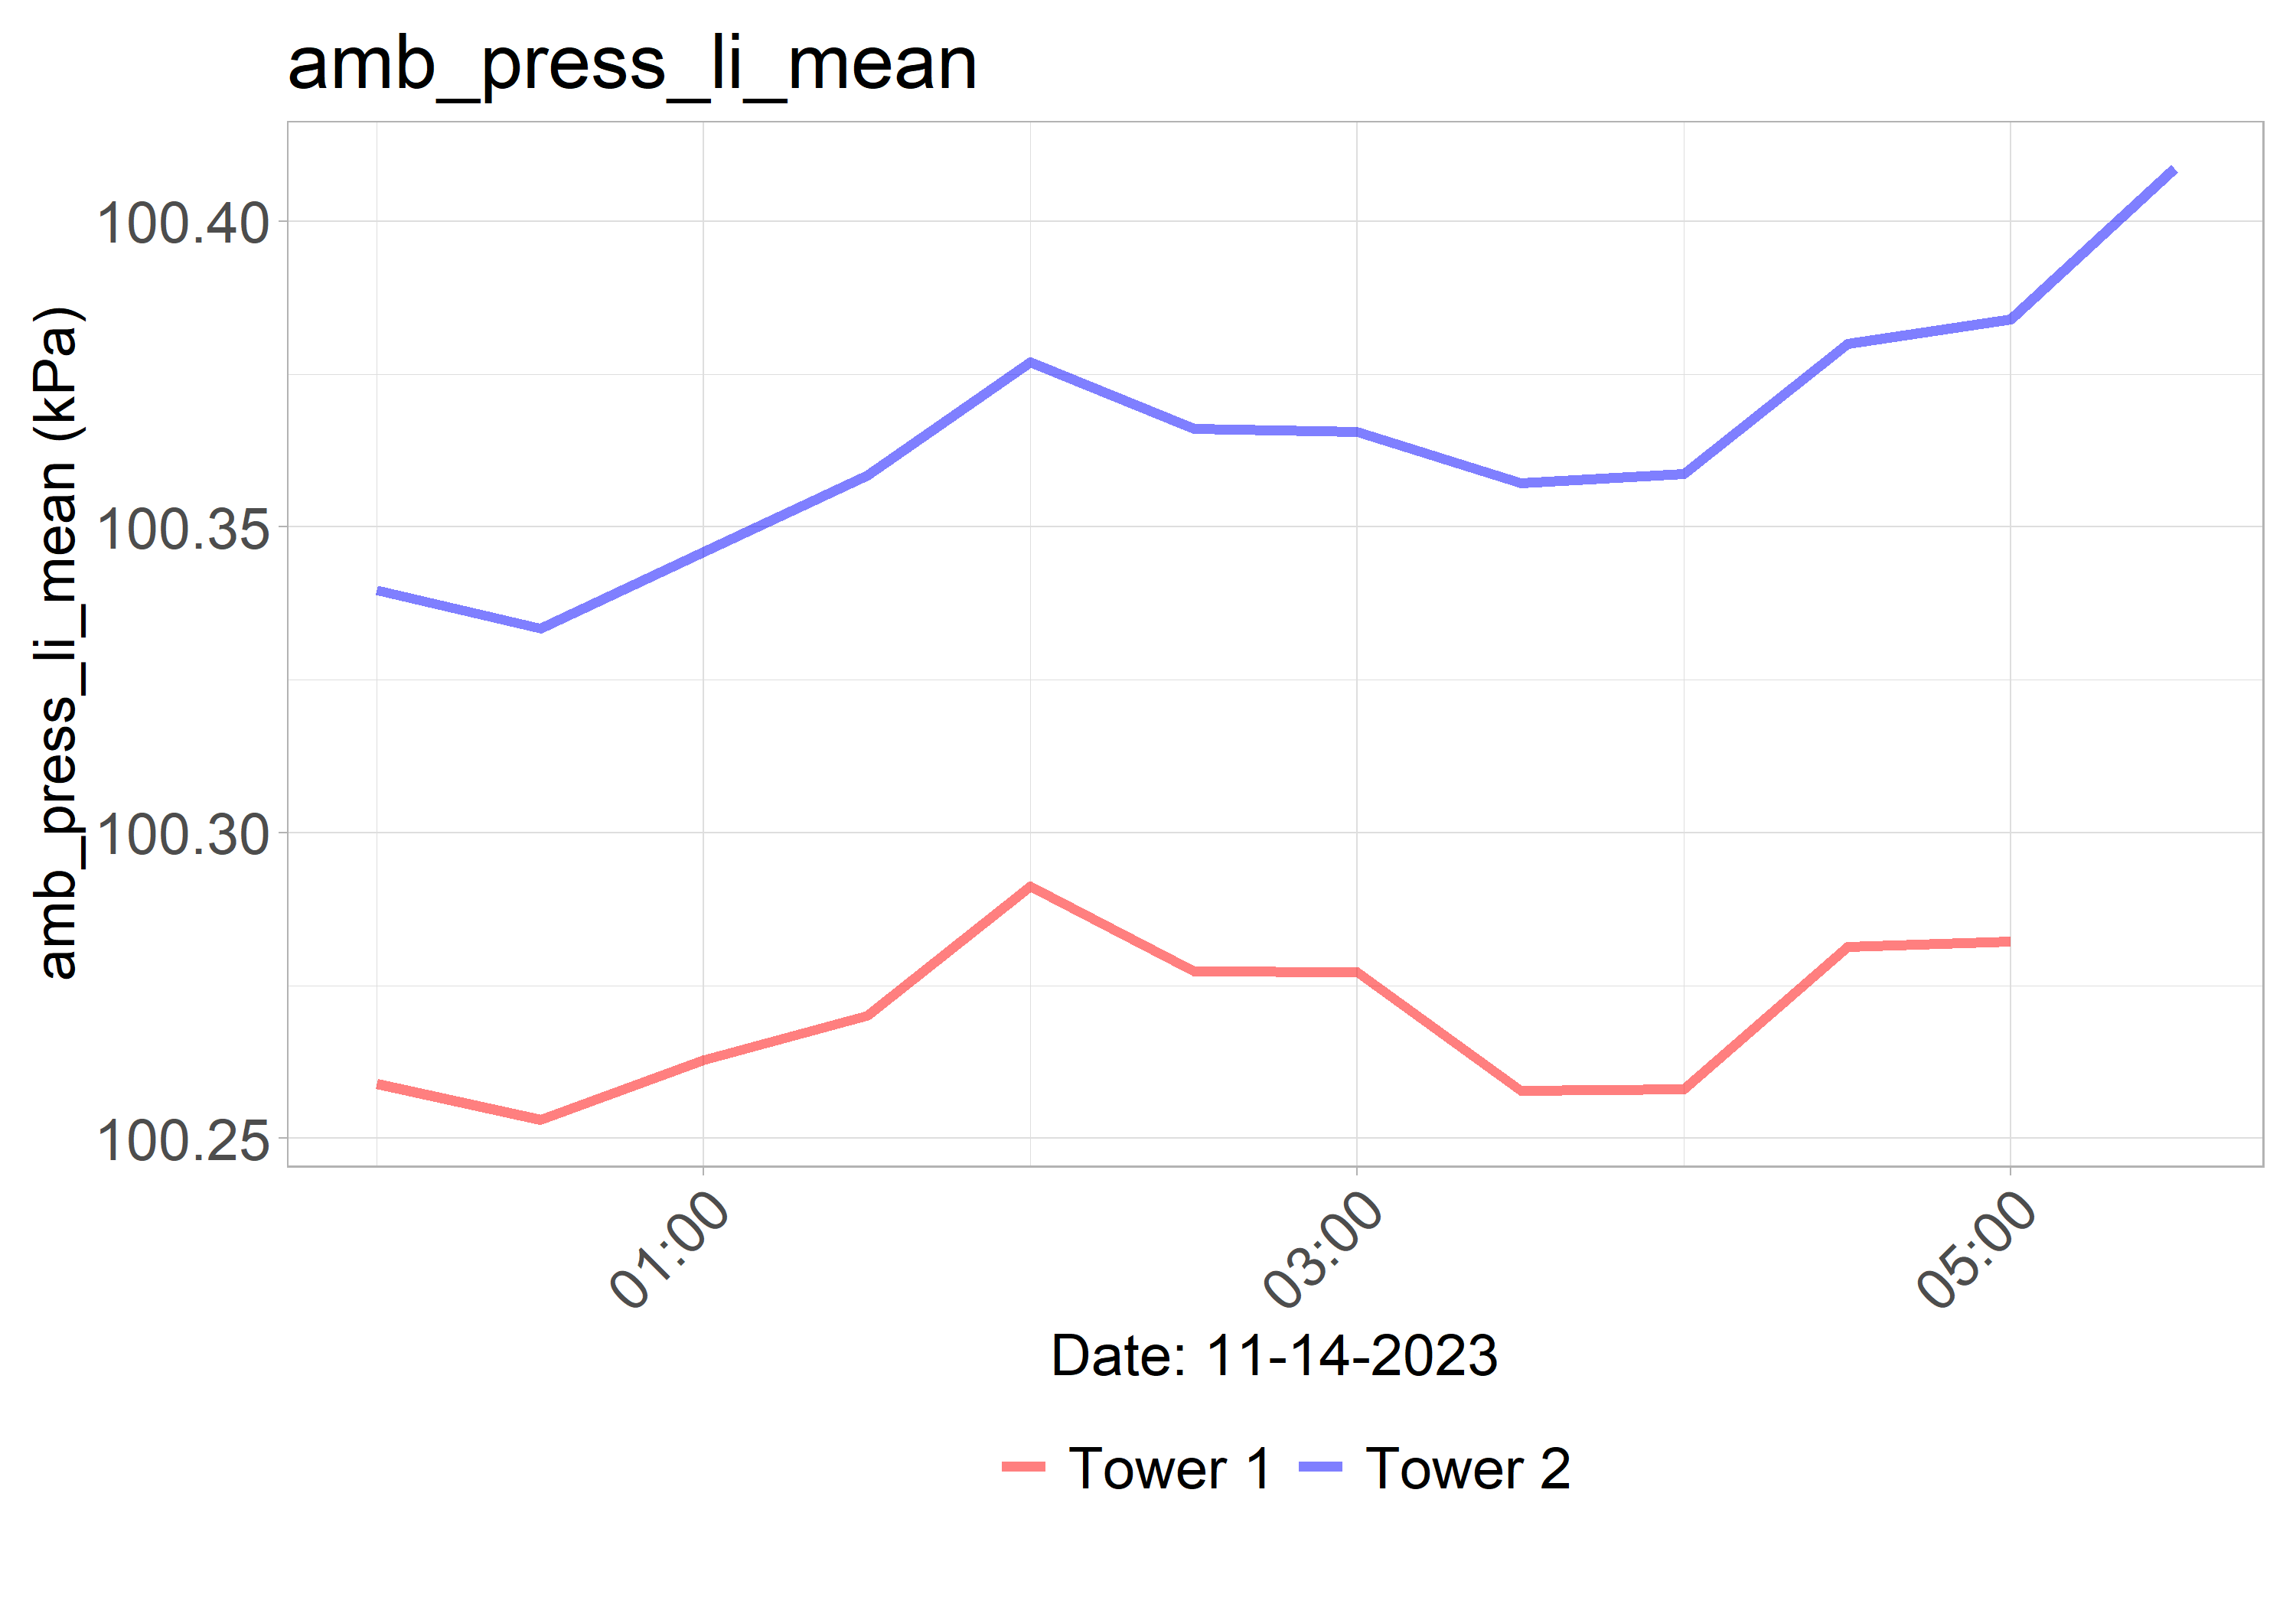 amb_press_li_mean
amb_press_li_mean (kPa)
100.40
100.35
100.30
100.25
01:00
03:00
05:00
Date: 11-14-2023
Tower 1
Tower 2